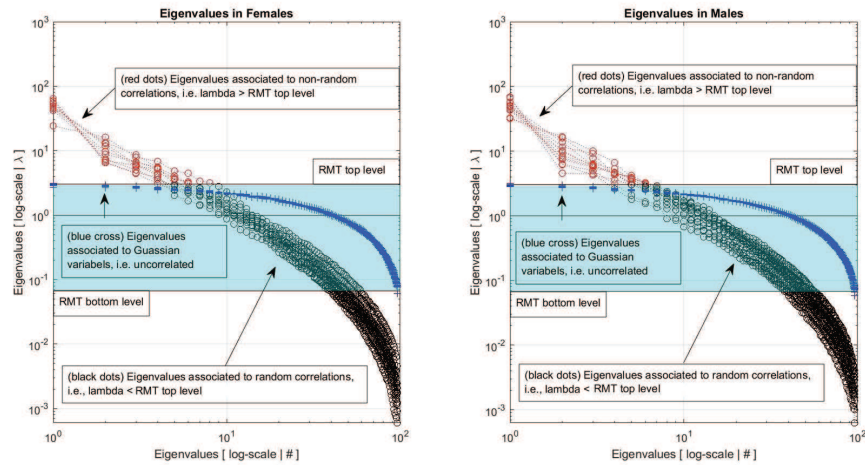 Eigenvalues in Females
10³
10²
10¹
10⁰
10⁻¹
10⁻²
10⁻³
Eigenvalues [ log-scale | λ ]
(red dots) Eigenvalues associated to non-random
correlations, i.e. lambda > RMT top level
RMT top level
(blue cross) Eigenvalues
associated to Guassian
variabels, i.e. uncorrelated
RMT bottom level
(black dots) Eigenvalues associated to random correlations,
i.e., lambda < RMT top level
10⁰
10¹
10²
Eigenvalues [ log-scale | # ]
Eigenvalues in Males
10³
10²
10¹
10⁰
10⁻¹
10⁻²
10⁻³
Eigenvalues [ log-scale | λ ]
(red dots) Eigenvalues associated to non-random
correlations, i.e. lambda > RMT top level
RMT top level
(blue cross) Eigenvalues
associated to Guassian
variabels, i.e. uncorrelated
RMT bottom level
(black dots) Eigenvalues associated to random correlations,
i.e., lambda < RMT top level
10⁰
10¹
10²
Eigenvalues [ log-scale | # ]